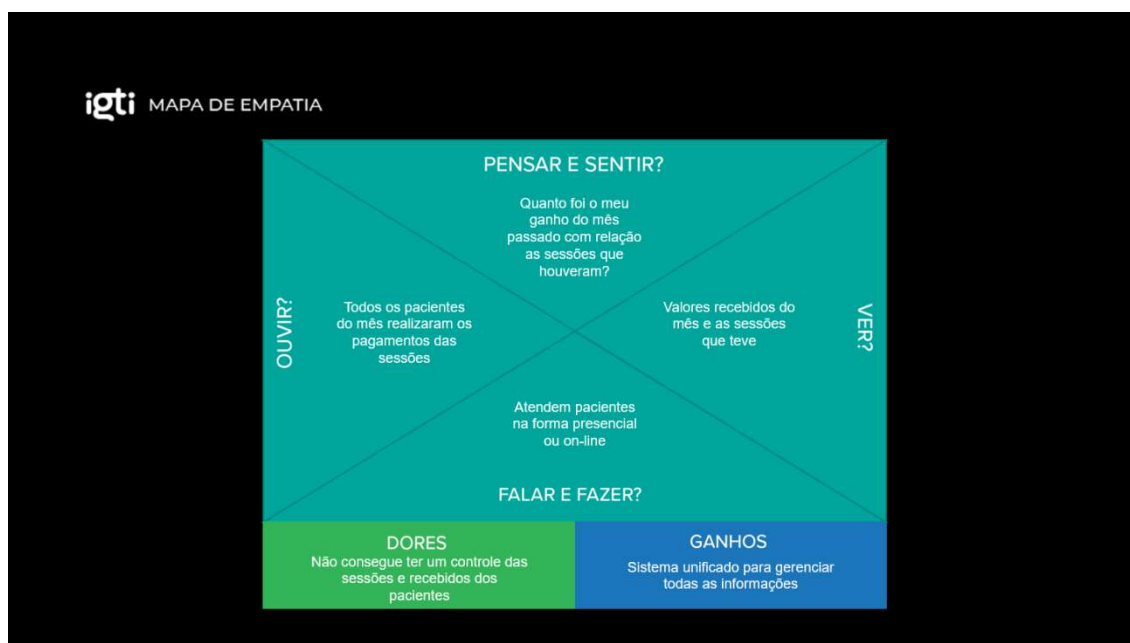 igti MAPA DE EMPATIA
PENSAR E SENTIR?
Quanto foi o meu
ganho do mês
passado com relação
as sessões que
houveram?
OUVIR?
Todos os pacientes
do mês realizaram os
pagamentos das
sessões
Valores recebidos do
mês e as sessões
que teve
VER?
Atendem pacientes
na forma presencial
ou on-line
FALAR E FAZER?
DORES
Não consegue ter um controle das
sessões e recebidos dos
pacientes
GANHOS
Sistema unificado para gerenciar
todas as informações